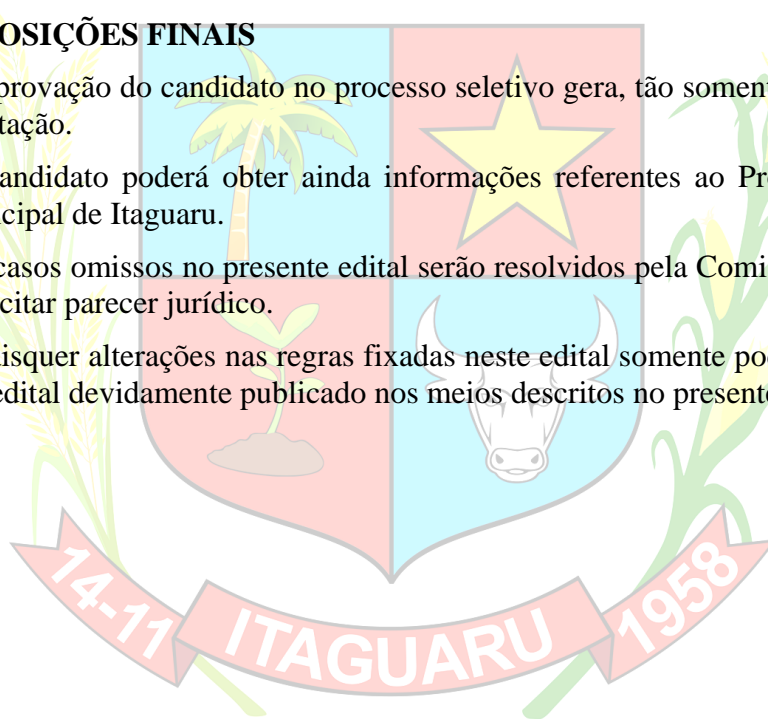 OSIÇÕES FINAIS
provação do candidato no processo seletivo gera, tão somen
tação.
andidato poderá obter ainda informações referentes ao Pr
cipal de Itaguaru.
casos omissos no presente edital serão resolvidos pela Comi
citar parecer jurídico.
isquer alterações nas regras fixadas neste edital somente po
edital devidamente publicado nos meios descritos no present
14-11 ITAGUARU 1958